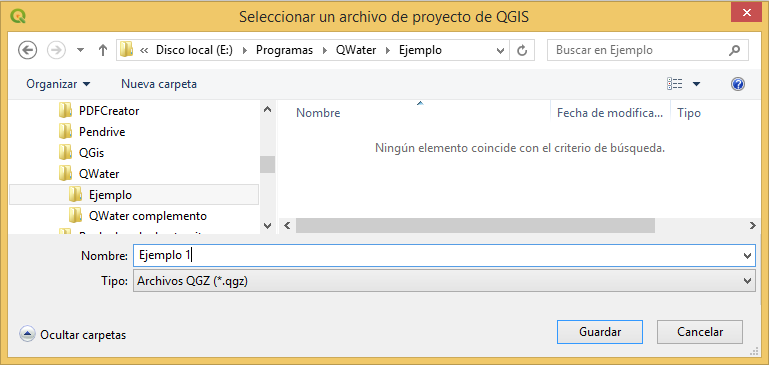 Seleccionar un archivo de proyecto de QGIS
« Disco local (E:) ▸ Programas ▸ QWater ▸ Ejemplo
Buscar en Ejemplo
Organizar Nueva carpeta
PDFCreator
Pendrive
QGis
QWater
Ejemplo
QWater complemento
Nombre Fecha de modifica... Tipo
Ningún elemento coincide con el criterio de búsqueda.
Nombre: Ejemplo 1
Tipo: Archivos QGZ (*.qgz)
Ocultar carpetas
Guardar Cancelar